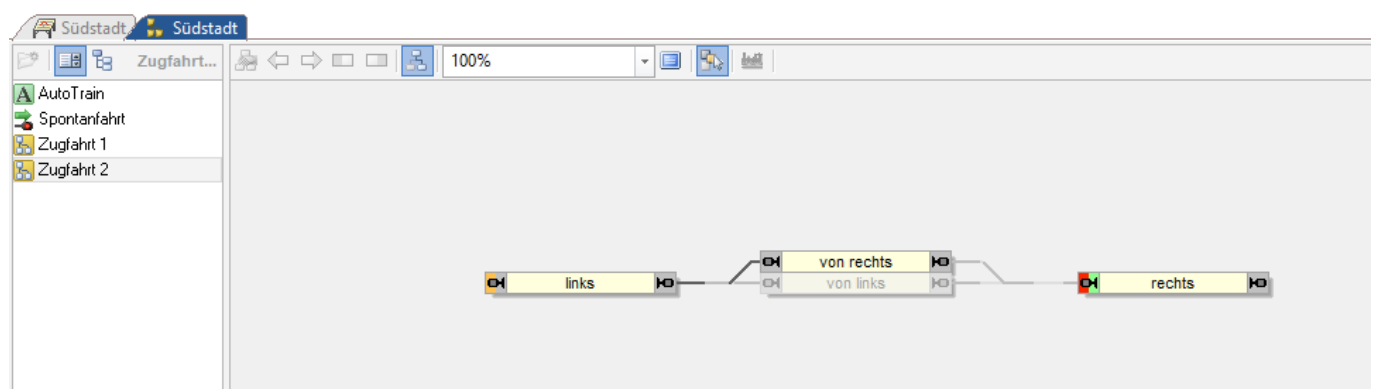 Südstadt Südstadt
Zugfahrt... 100%
A AutoTrain
Spontanfahrt
Zugfahrt 1
Zugfahrt 2
von rechts
links von links rechts